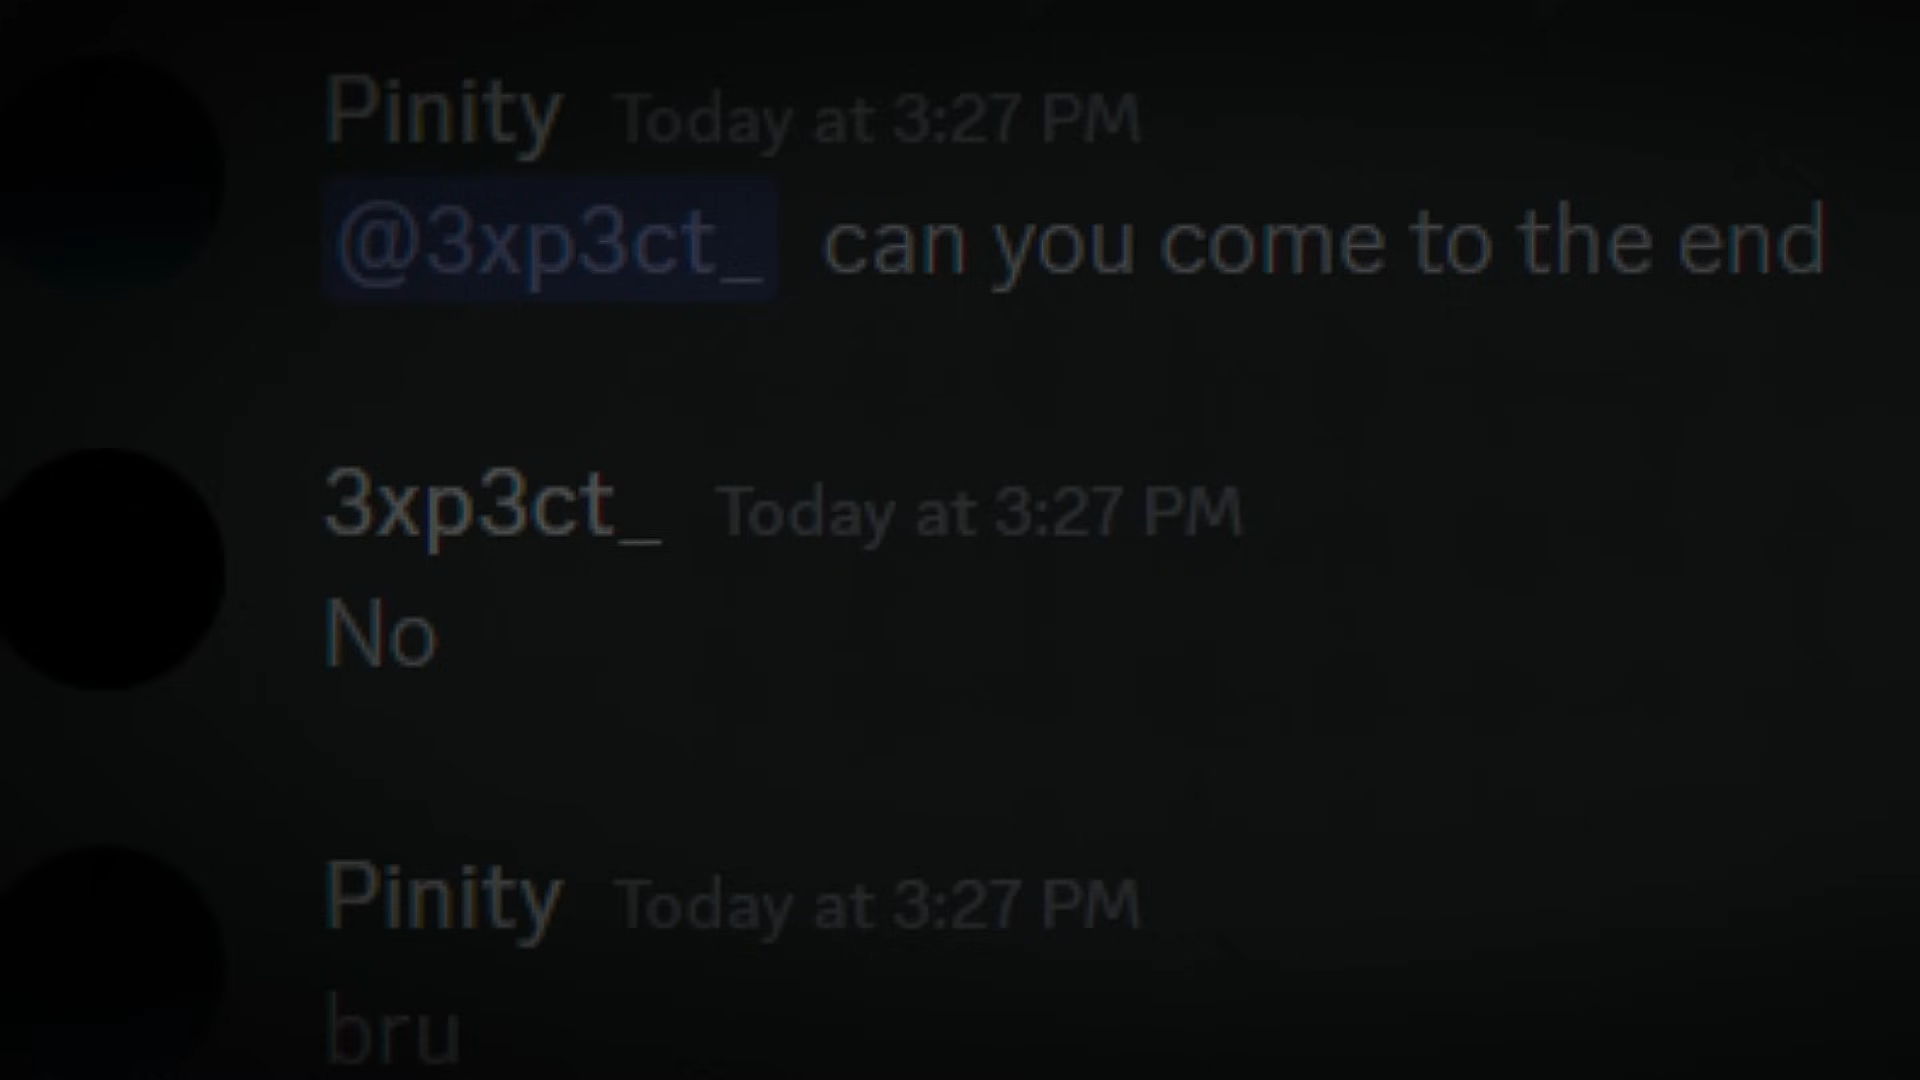 Pinity Today at 3:27 PM
@3xp3ct_ can you come to the end
3xp3ct_ Today at 3:27 PM
No
Pinity Today at 3:27 PM
bru